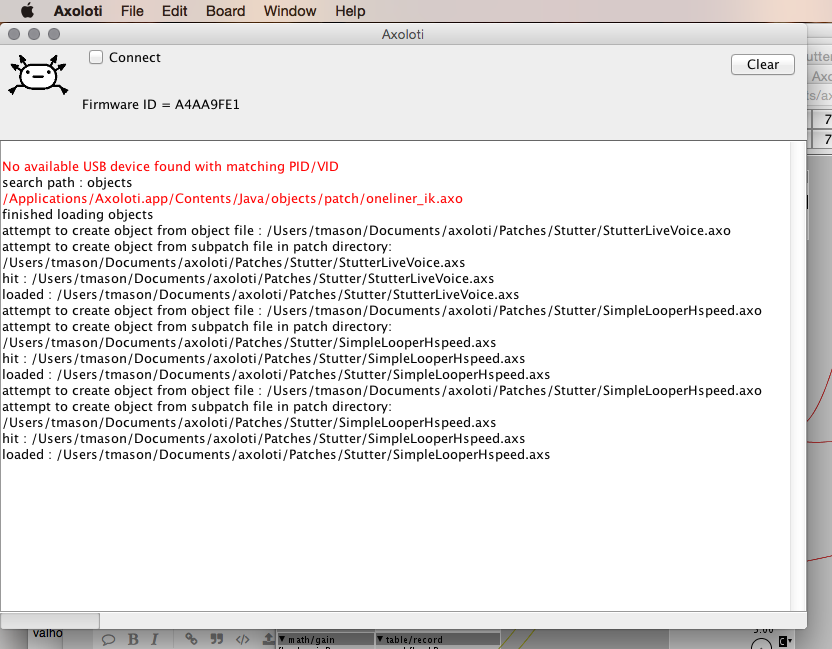 Axoloti File Edit Board Window Help
Axoloti
Connect
Clear
Firmware ID = A4AA9FE1
No available USB device found with matching PID/VID
search path : objects
/Applications/Axoloti.app/Contents/Java/objects/patch/oneliner_ik.axo
finished loading objects
attempt to create object from object file : /Users/tmason/Documents/axoloti/Patches/Stutter/StutterLiveVoice.axo
attempt to create object from subpatch file in patch directory:
/Users/tmason/Documents/axoloti/Patches/Stutter/StutterLiveVoice.axs
hit : /Users/tmason/Documents/axoloti/Patches/Stutter/StutterLiveVoice.axs
loaded : /Users/tmason/Documents/axoloti/Patches/Stutter/StutterLiveVoice.axs
attempt to create object from object file : /Users/tmason/Documents/axoloti/Patches/Stutter/SimpleLooperHspeed.axo
attempt to create object from subpatch file in patch directory:
/Users/tmason/Documents/axoloti/Patches/Stutter/SimpleLooperHspeed.axs
hit : /Users/tmason/Documents/axoloti/Patches/Stutter/SimpleLooperHspeed.axs
loaded : /Users/tmason/Documents/axoloti/Patches/Stutter/SimpleLooperHspeed.axs
attempt to create object from object file : /Users/tmason/Documents/axoloti/Patches/Stutter/SimpleLooperHspeed.axo
attempt to create object from subpatch file in patch directory:
/Users/tmason/Documents/axoloti/Patches/Stutter/SimpleLooperHspeed.axs
hit : /Users/tmason/Documents/axoloti/Patches/Stutter/SimpleLooperHspeed.axs
loaded : /Users/tmason/Documents/axoloti/Patches/Stutter/SimpleLooperHspeed.axs
utter
Axo
s/ax
7
7
valho
B I
math/gain
table/record